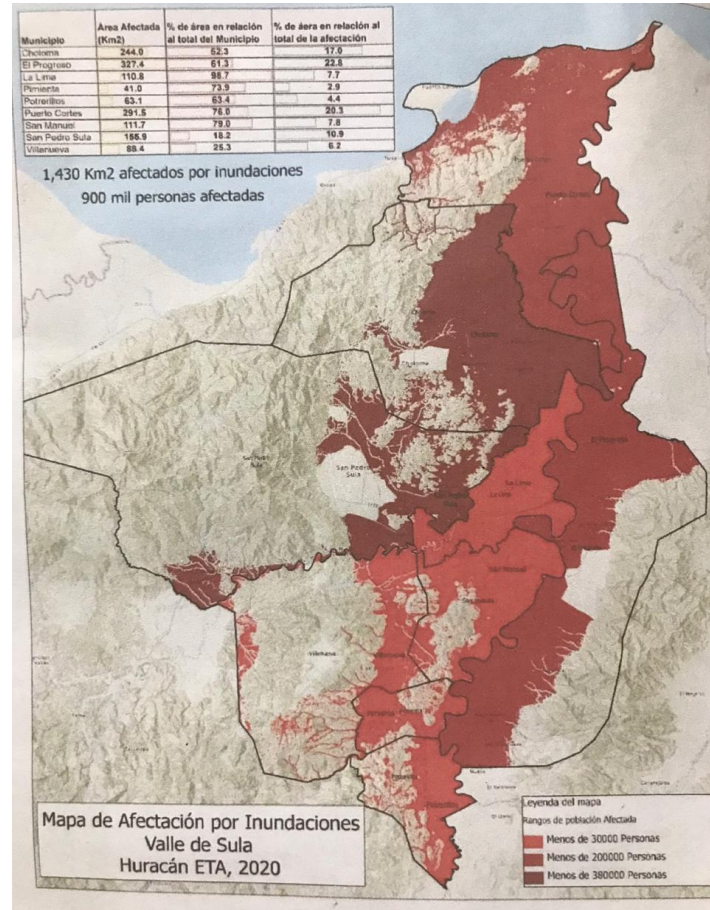 Municipio | Área Afectada (Km2) | % de área en relación al total del Municipio | % de áera en relación al total de la afectación
Choloma 244.0 52.3 17.0
El Progreso 327.4 61.3 22.8
La Lima 110.8 98.7 7.7
Pimienta 41.0 73.9 2.9
Potrerillos 63.1 63.4 4.4
Puerto Cortes 291.5 76.0 20.3
San Manuel 111.7 79.0 7.8
San Pedro Sula 18.2 10.9
Villanueva 88.4 25.3 6.2
1,430 Km2 afectados por inundaciones
900 mil personas afectadas
Puerto Cortes
Choloma
Choloma
El Progreso
San Pedro
Sula
San Pedro
Sula
La Lima
La Lima
San Manuel
Villanueva
Mapa de Afectación por Inundaciones
Valle de Sula
Huracán ETA, 2020
Leyenda del mapa
Rangos de población Afectada
Menos de 30000 Personas
Menos de 200000 Personas
Menos de 380000 Personas